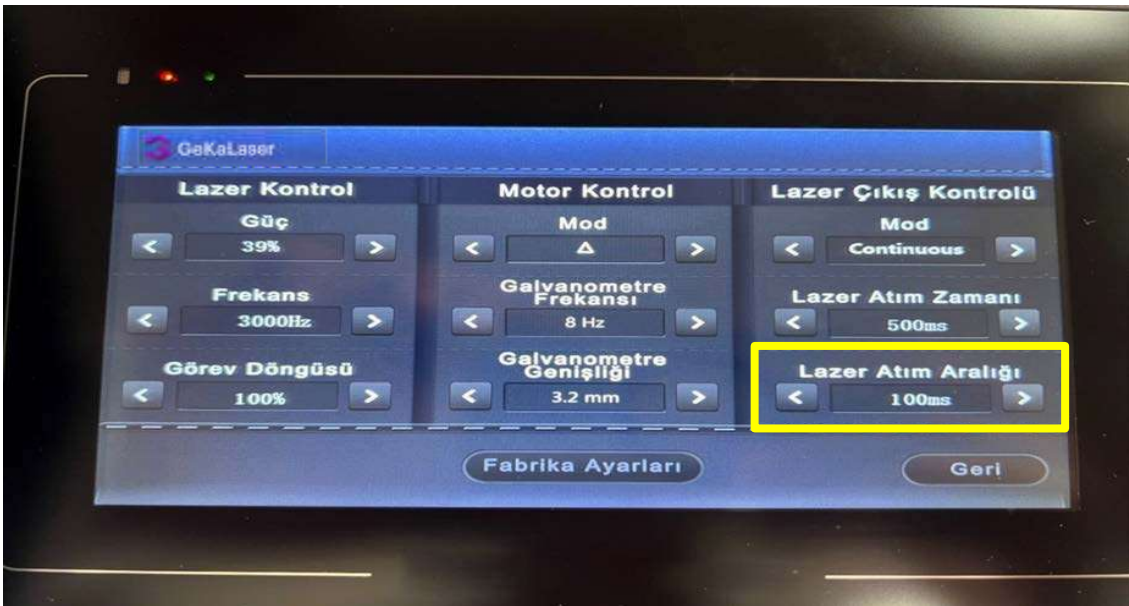 GeKaLaser
Lazer Kontrol
Güç
39%
Frekans
3000Hz
Görev Döngüsü
100%
Motor Kontrol
Mod
Δ
Galvanometre
Frekansı
8 Hz
Galvanometre
Genişliği
3.2 mm
Lazer Çıkış Kontrolü
Mod
Continuous
Lazer Atım Zamanı
500ms
Lazer Atım Aralığı
100ms
Fabrika Ayarları
Geri